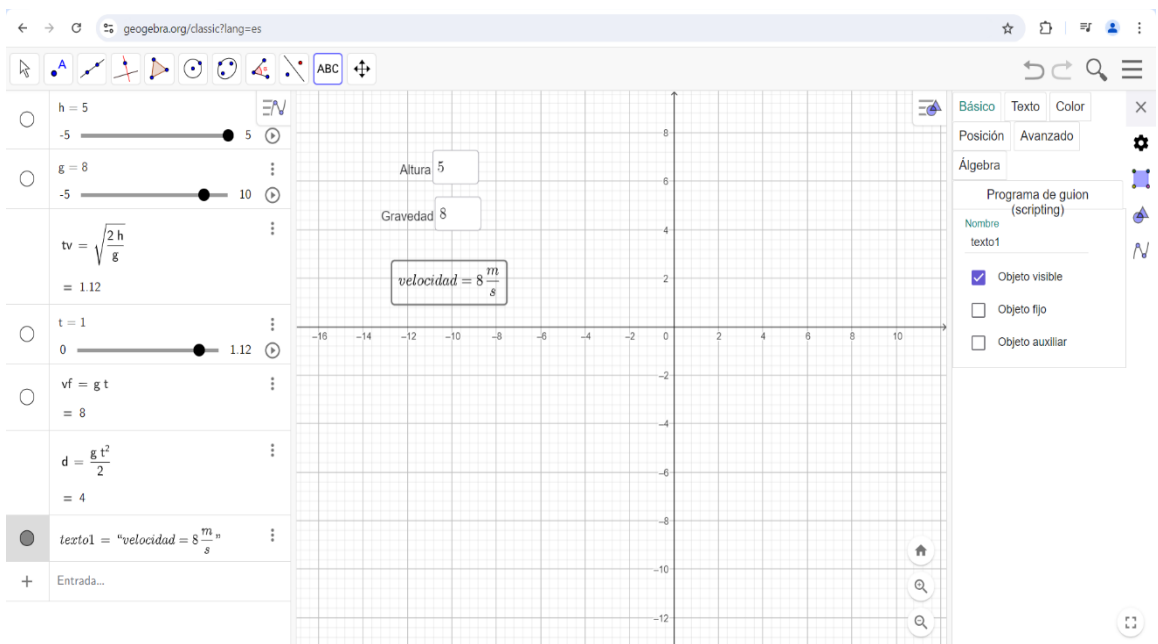 geogebra.org/classic?lang=es
A
ABC
h = 5
-5 5
g = 8
-5 10
tv = √(2 h / g)
= 1.12
t = 1
0 1.12
vf = g t
= 8
d = g t² / 2
= 4
texto1 = “velocidad = 8 m/s”
+ Entrada...
Altura 5
Gravedad 8
velocidad = 8 m/s
8
6
4
2
–16 –14 –12 –10 –8 –6 –4 –2 0 2 4 6 8 10
–2
–4
–6
–8
–10
–12
Básico Texto Color
Posición Avanzado
Álgebra
Programa de guion
(scripting)
Nombre
texto1
Objeto visible
Objeto fijo
Objeto auxiliar